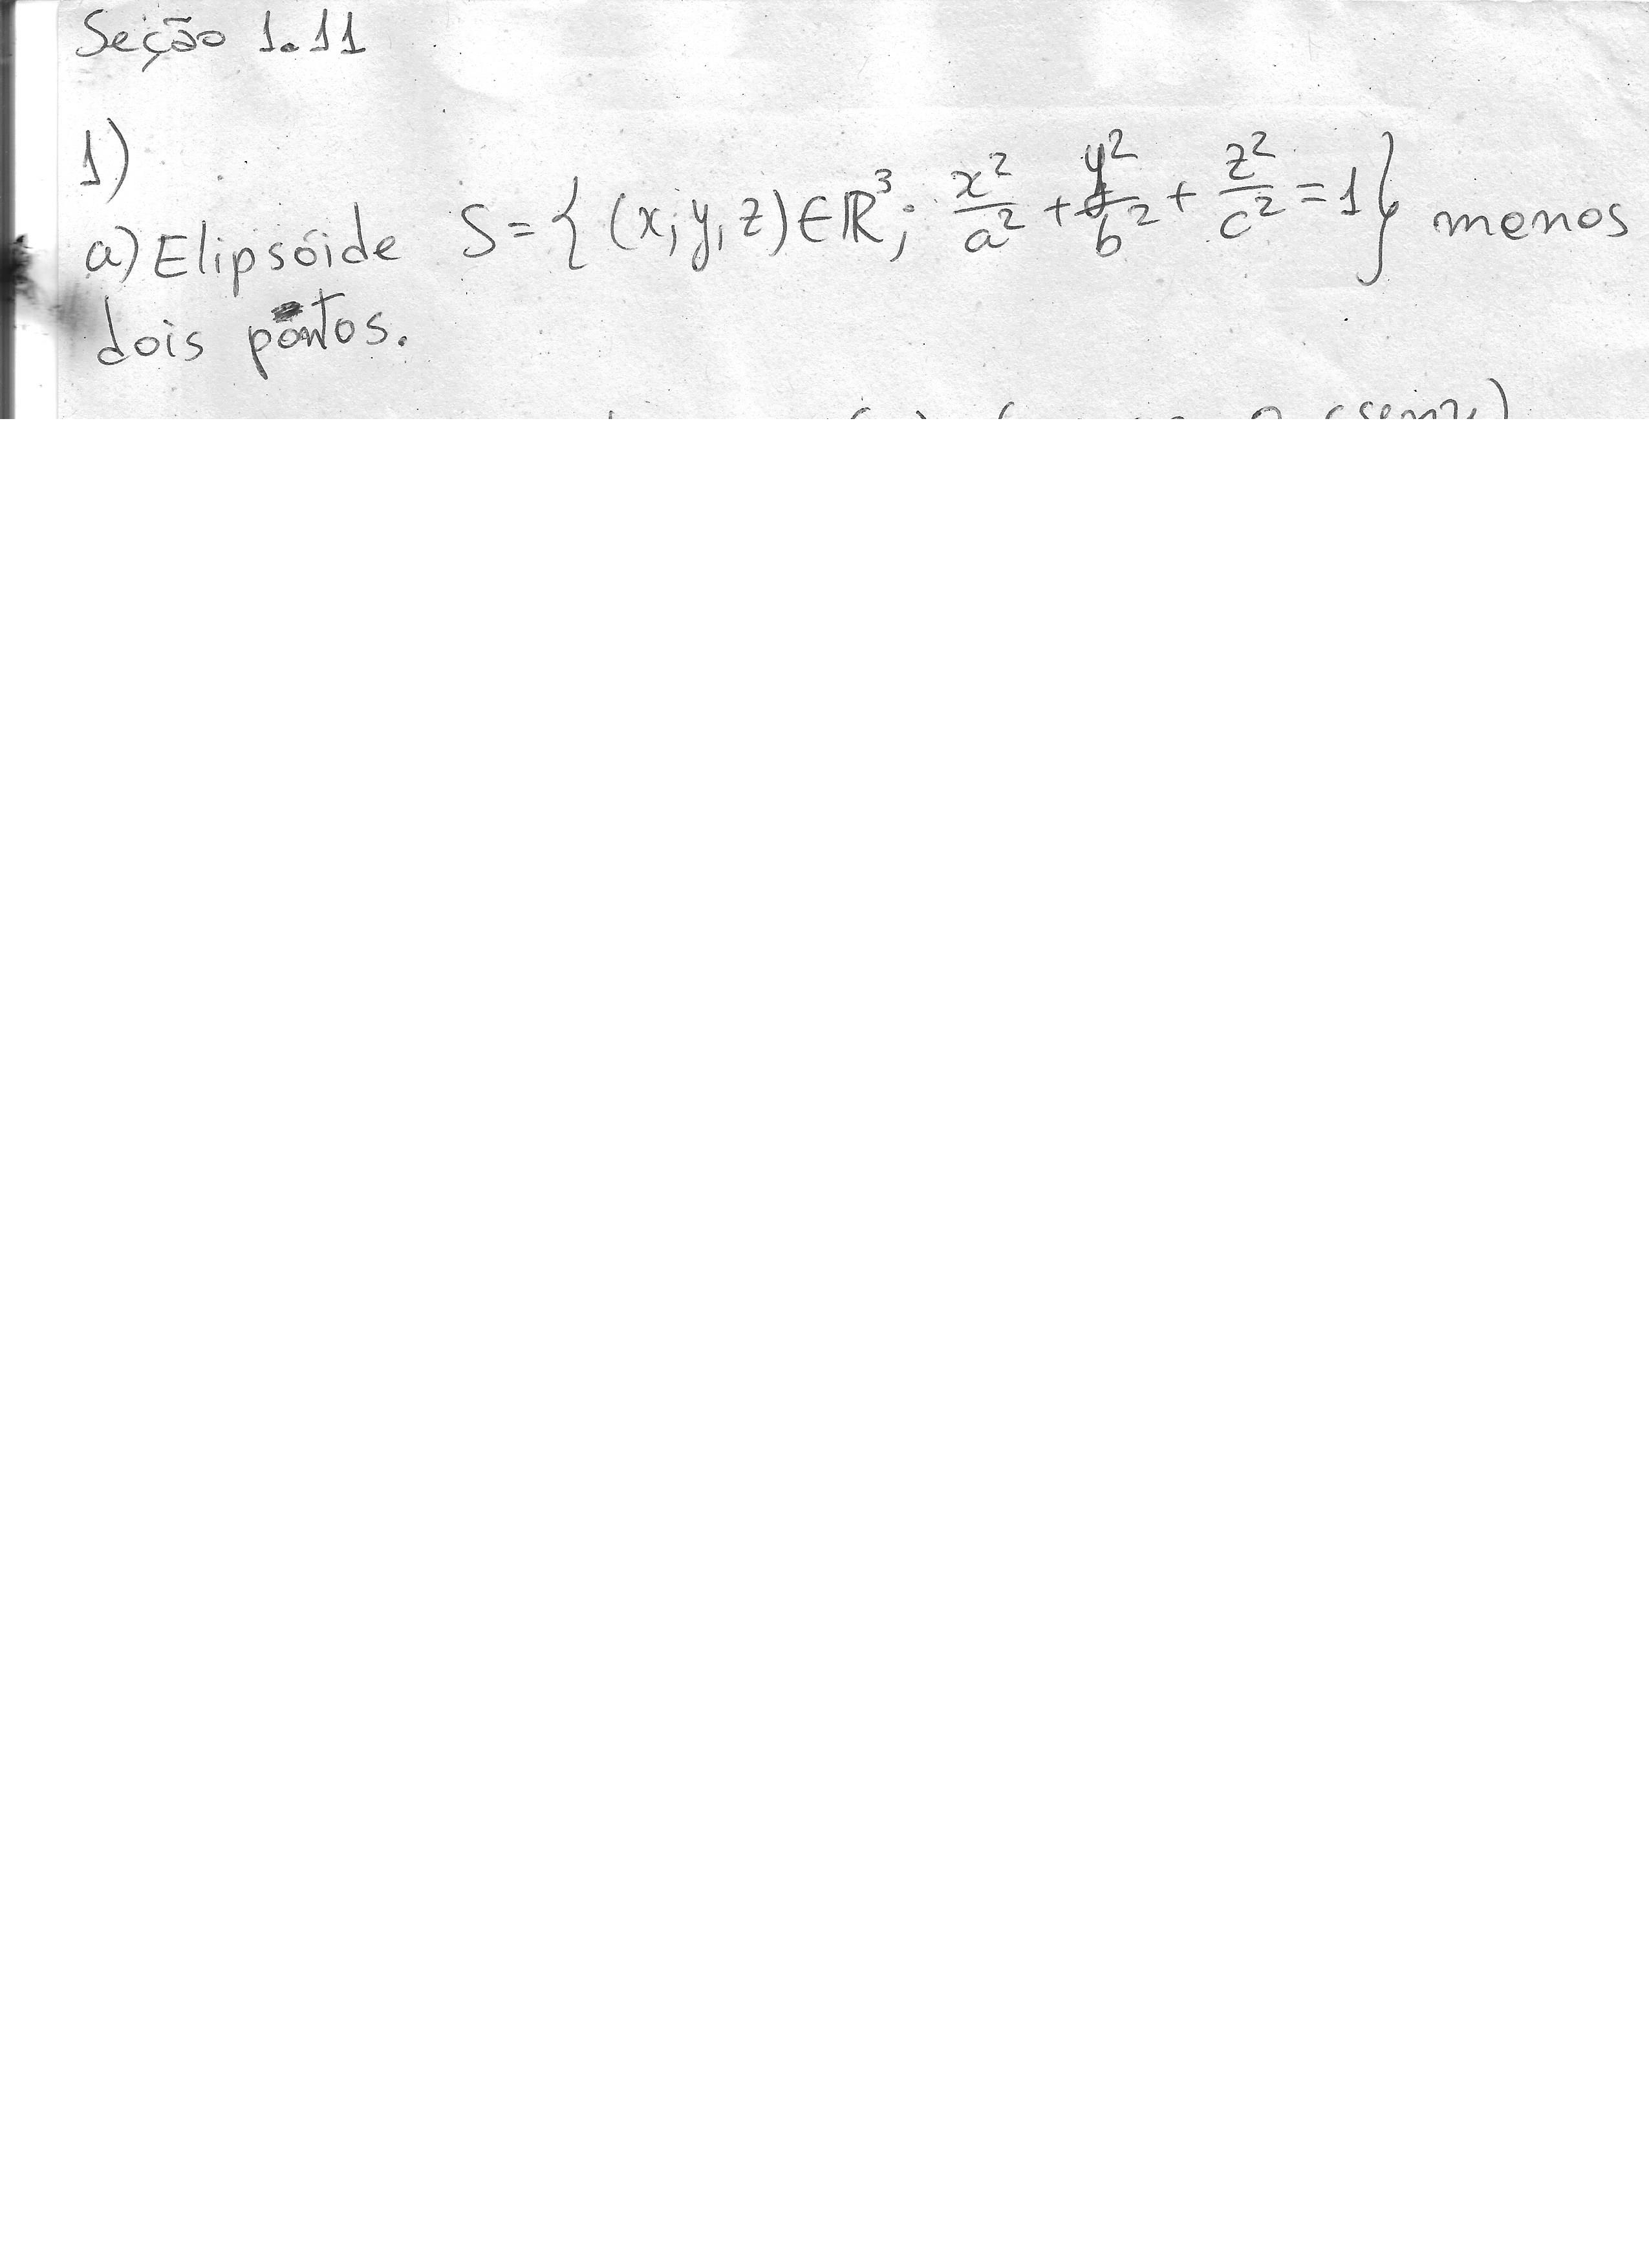 Seção 1.11
1)
a) Elipsóide S = { (x, y, z) ∈ ℝ³; x²/a² + y²/b² + z²/c² = 1 } menos
dois pontos.